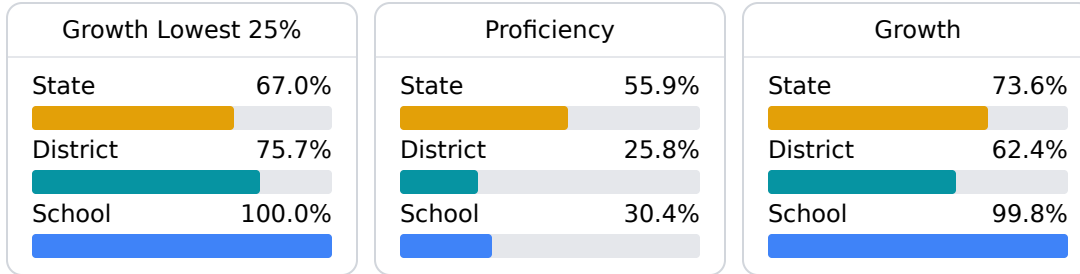 Growth Lowest 25%
State 67.0%
District 75.7%
School 100.0%
Proficiency
State 55.9%
District 25.8%
School 30.4%
Growth
State 73.6%
District 62.4%
School 99.8%